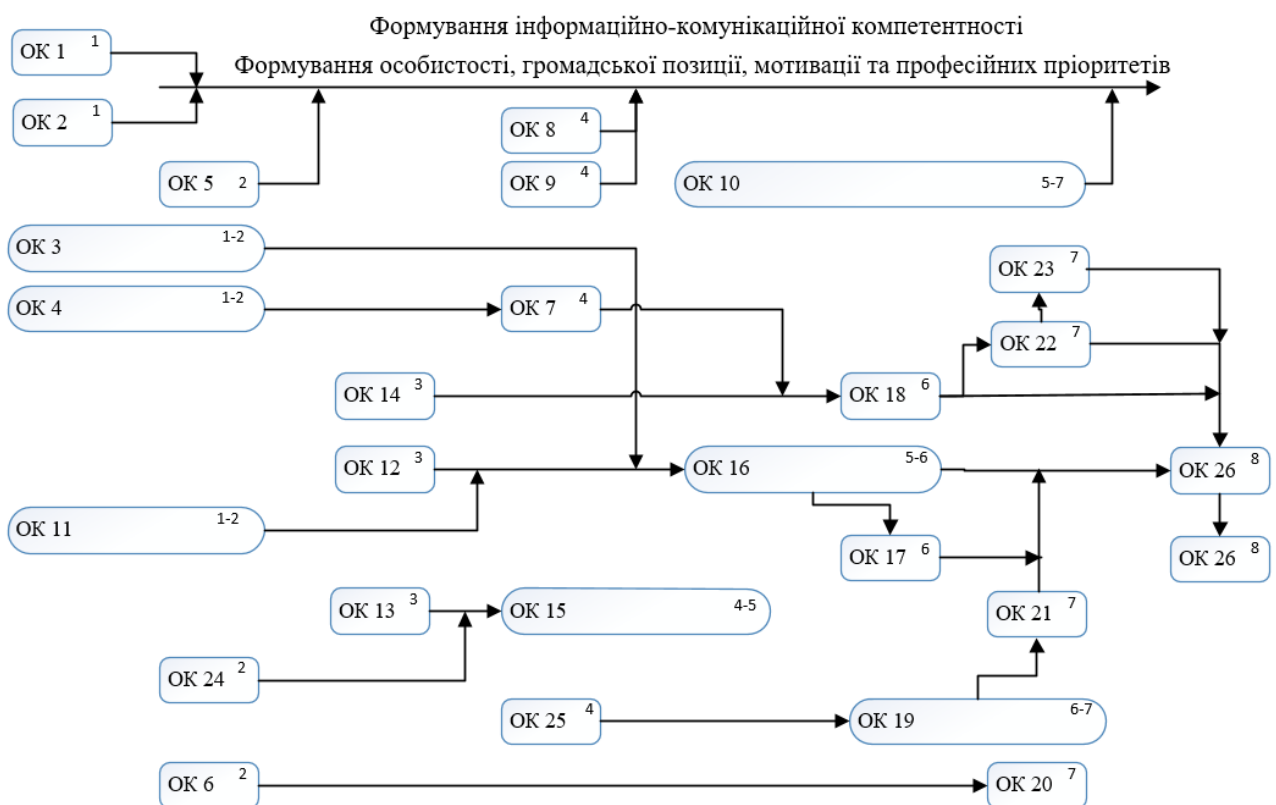 Формування інформаційно-комунікаційної компетентності
ОК 1 1
Формування особистості, громадської позиції, мотивації та професійних пріоритетів
ОК 2 1
ОК 8 4
ОК 5 2
ОК 9 4
ОК 10 5-7
ОК 3 1-2
ОК 23 7
ОК 4 1-2
ОК 7 4
ОК 22 7
ОК 14 3
ОК 18 6
ОК 12 3
ОК 16 5-6
ОК 26 8
ОК 11 1-2
ОК 17 6
ОК 26 8
ОК 13 3
ОК 15 4-5
ОК 21 7
ОК 24 2
ОК 25 4
ОК 19 6-7
ОК 6 2
ОК 20 7